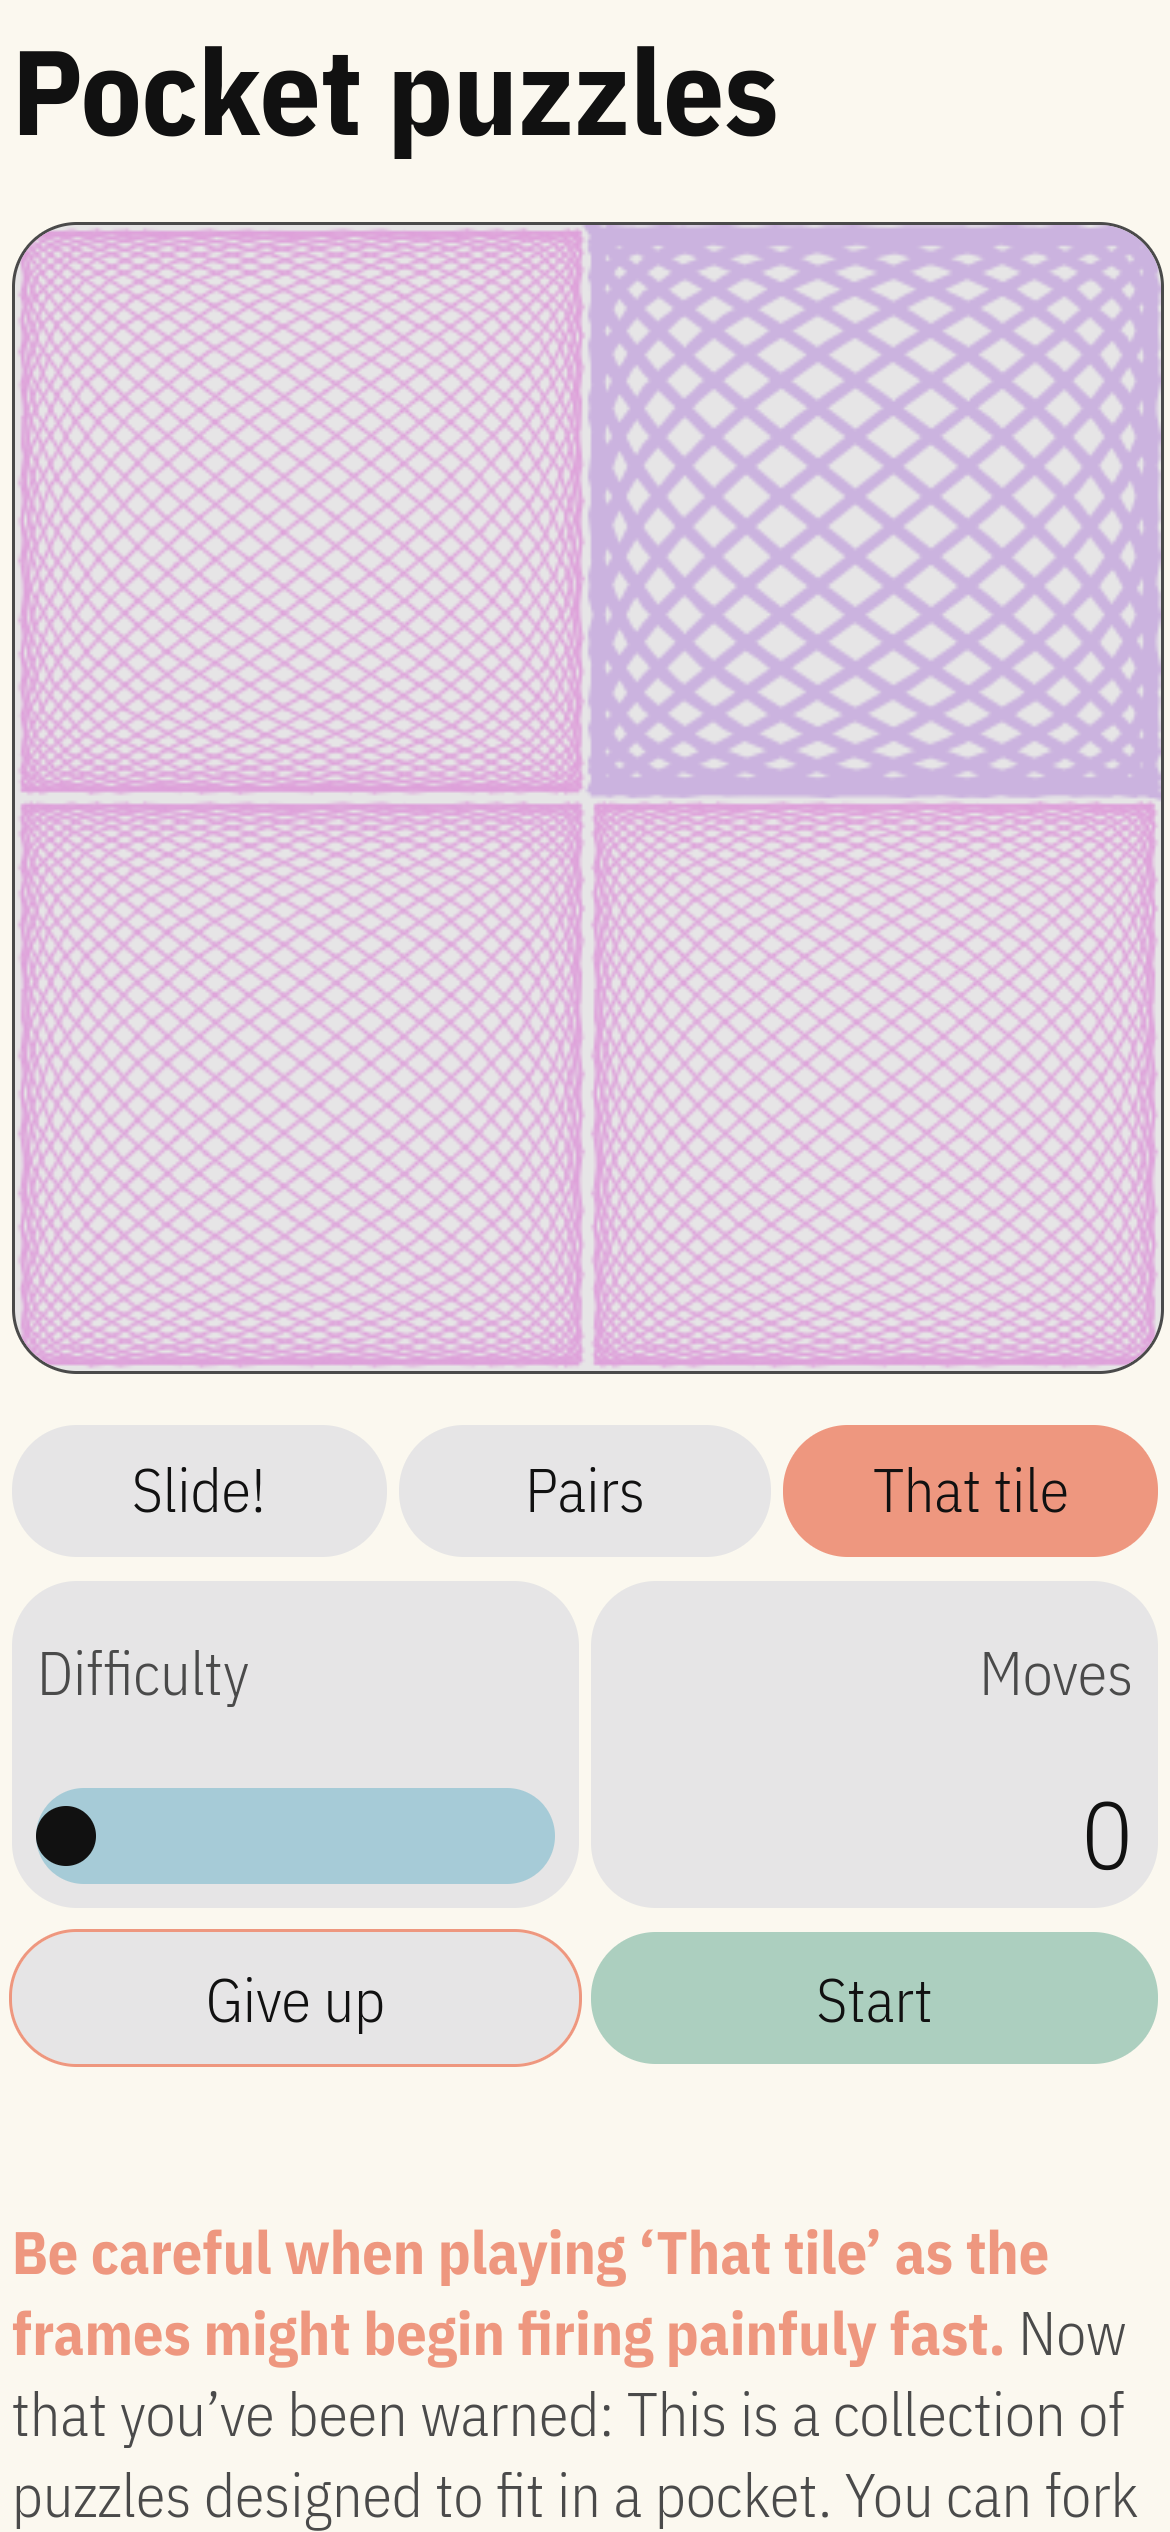 Pocket puzzles
Slide!
Pairs
That tile
Difficulty
Moves
0
Give up
Start
Be careful when playing ‘That tile’ as the
frames might begin firing painfuly fast. Now
that you’ve been warned: This is a collection of
puzzles designed to fit in a pocket. You can fork